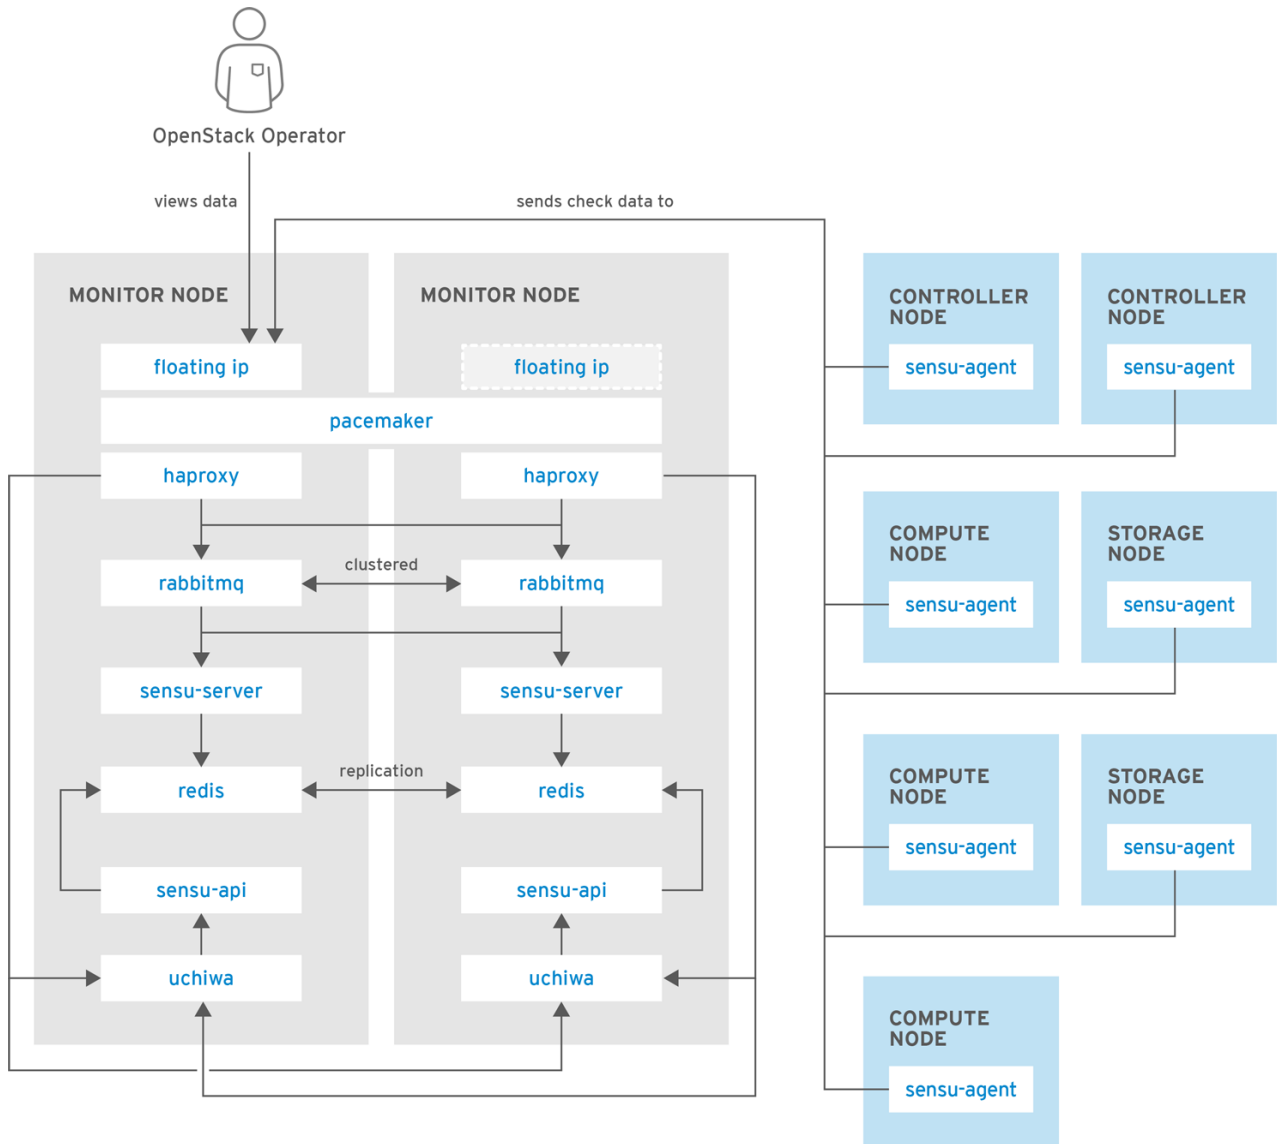 OpenStack Operator
views data
sends check data to
MONITOR NODE
floating ip
MONITOR NODE
floating ip
pacemaker
haproxy
haproxy
rabbitmq
clustered
rabbitmq
sensu-server
sensu-server
redis
replication
redis
sensu-api
sensu-api
uchiwa
uchiwa
CONTROLLER
NODE
sensu-agent
CONTROLLER
NODE
sensu-agent
COMPUTE
NODE
sensu-agent
STORAGE
NODE
sensu-agent
COMPUTE
NODE
sensu-agent
STORAGE
NODE
sensu-agent
COMPUTE
NODE
sensu-agent